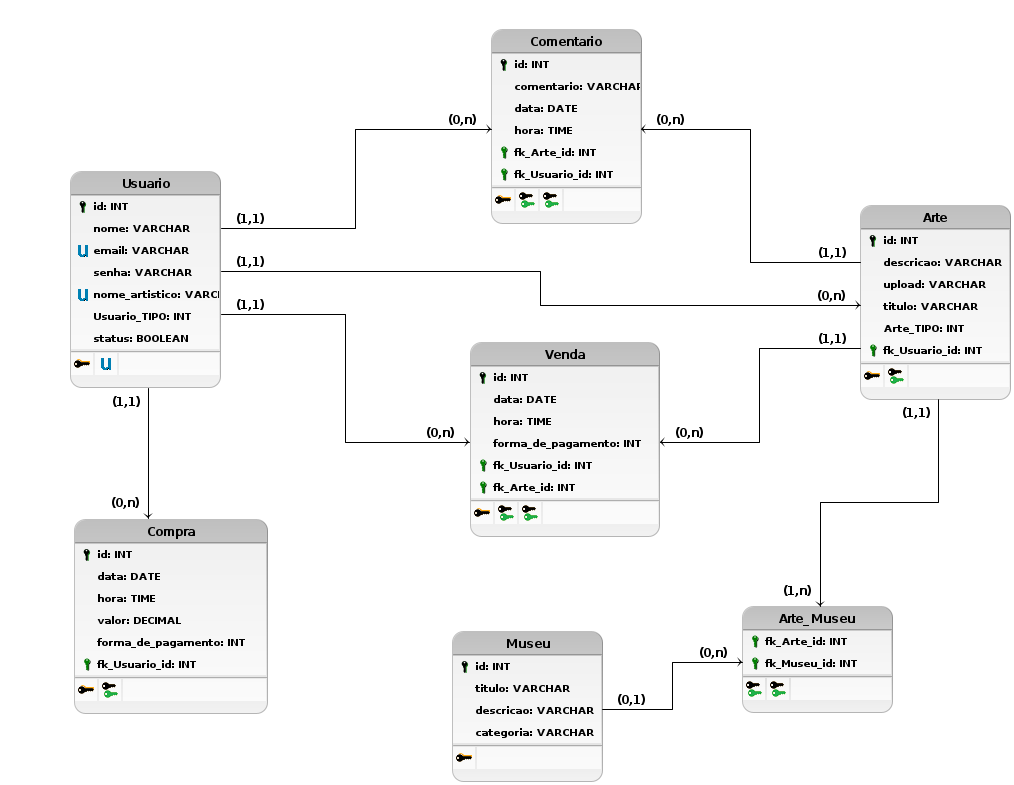 Comentario
id: INT
comentario: VARCHAR
data: DATE
hora: TIME
fk_Arte_id: INT
fk_Usuario_id: INT
(0,n)
(0,n)
Usuario
id: INT
nome: VARCHAR
u email: VARCHAR
senha: VARCHAR
u nome_artistico: VARC
Usuario_TIPO: INT
status: BOOLEAN
u
(1,1)
(1,1)
(1,1)
(1,1)
Arte
id: INT
descricao: VARCHAR
upload: VARCHAR
titulo: VARCHAR
Arte_TIPO: INT
fk_Usuario_id: INT
(1,1)
(0,n)
(1,1)
(1,1)
Venda
id: INT
data: DATE
hora: TIME
forma_de_pagamento: INT
fk_Usuario_id: INT
fk_Arte_id: INT
(0,n)
(0,n)
(0,n)
Compra
id: INT
data: DATE
hora: TIME
valor: DECIMAL
forma_de_pagamento: INT
fk_Usuario_id: INT
Museu
id: INT
titulo: VARCHAR
descricao: VARCHAR
categoria: VARCHAR
(0,1)
(0,n)
(1,n)
Arte_Museu
fk_Arte_id: INT
fk_Museu_id: INT